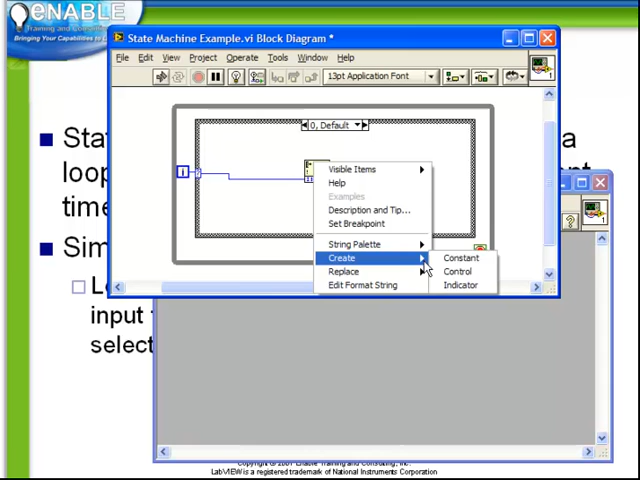 eNABLE
Training and Consulting, Inc.
Bringing Your Capabilities to
State Machine Example.vi Block Diagram *
File Edit View Project Operate Tools Window Help
13pt Application Font
0, Default
i
?
Visible Items
Help
Examples
Description and Tip...
Set Breakpoint
String Palette
Create
Replace
Edit Format String
Constant
Control
Indicator
?
Stat
a
loop
time
Sim
L
input
select
Copyright © 2007 Enable Training and Consulting, Inc.
LabVIEW is a registered trademark of National Instruments Corporation